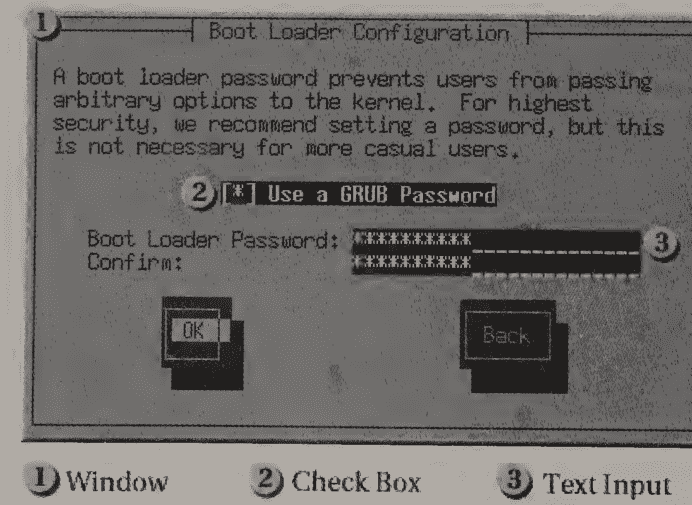 1 Boot Loader Configuration
A boot loader password prevents users from passing
arbitrary options to the kernel. For highest
security, we recommend setting a password, but this
is not necessary for more casual users.
2 [*] Use a GRUB Password
Boot Loader Password: ********** 3
Confirm: **********
OK Back
1 Window 2 Check Box 3 Text Input